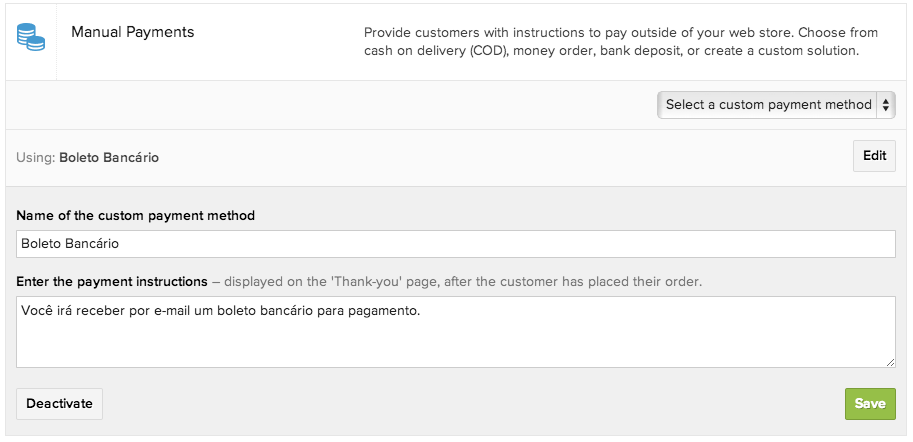 Manual Payments
Provide customers with instructions to pay outside of your web store. Choose from
cash on delivery (COD), money order, bank deposit, or create a custom solution.
Select a custom payment method
Using: Boleto Bancário
Edit
Name of the custom payment method
Boleto Bancário
Enter the payment instructions – displayed on the 'Thank-you' page, after the customer has placed their order.
Você irá receber por e-mail um boleto bancário para pagamento.
Deactivate
Save